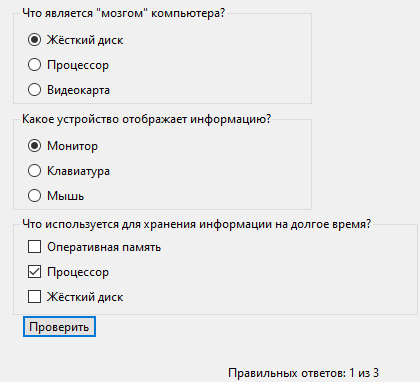 Что является "мозгом" компьютера?
Жёсткий диск
Процессор
Видеокарта
Какое устройство отображает информацию?
Монитор
Клавиатура
Мышь
Что используется для хранения информации на долгое время?
Оперативная память
Процессор
Жёсткий диск
Проверить
Правильных ответов: 1 из 3